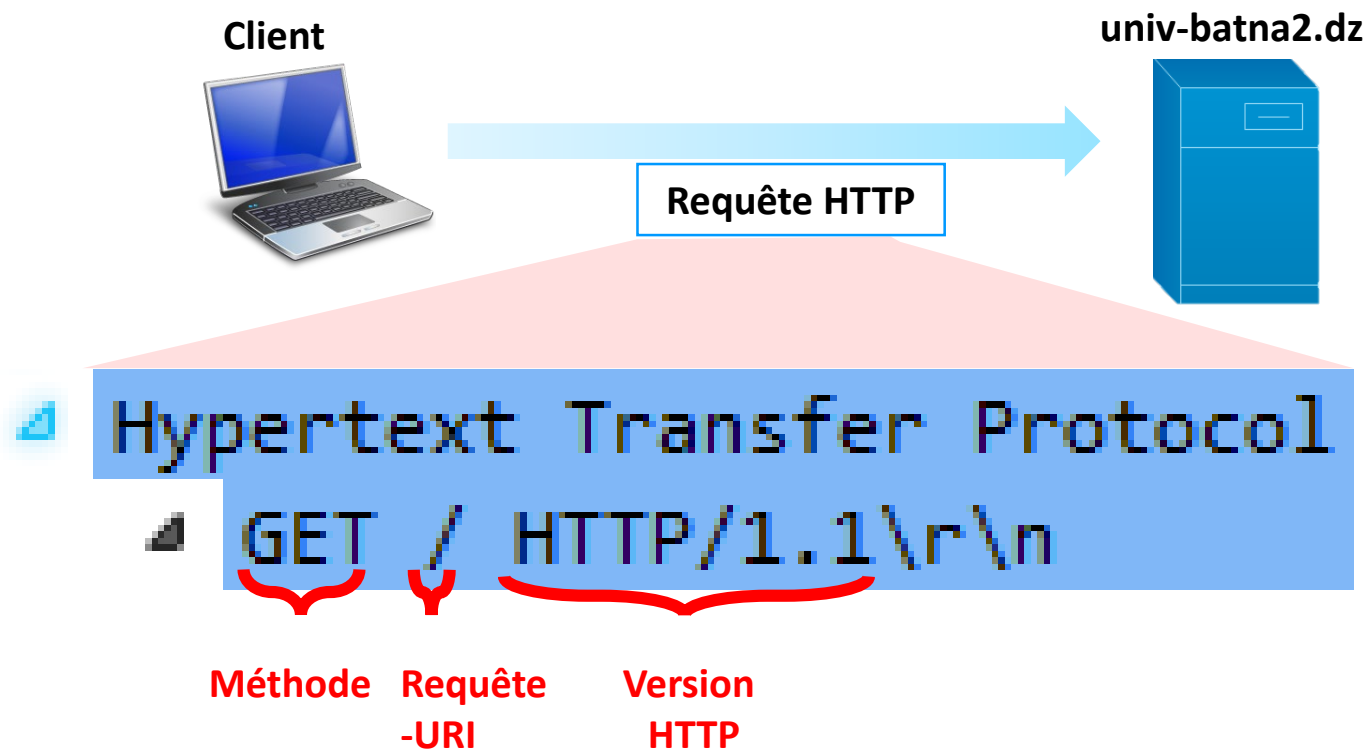 Client
univ-batna2.dz
Requête HTTP
Hypertext Transfer Protocol
GET / HTTP/1.1\r\n
Méthode
Requête
-URI
Version
HTTP